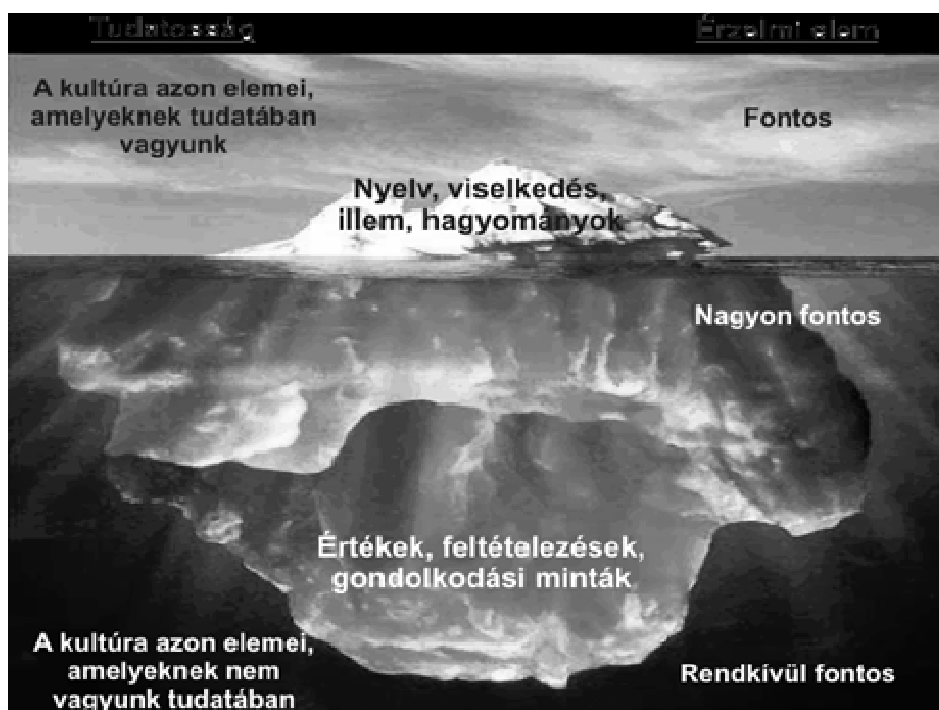 Tudatosság
Érzelmi elem
A kultúra azon elemei,
amelyeknek tudatában
vagyunk
Fontos
Nyelv, viselkedés,
illem, hagyományok
Nagyon fontos
Értékek, feltételezések,
gondolkodási minták
A kultúra azon elemei,
amelyeknek nem
vagyunk tudatában
Rendkívül fontos